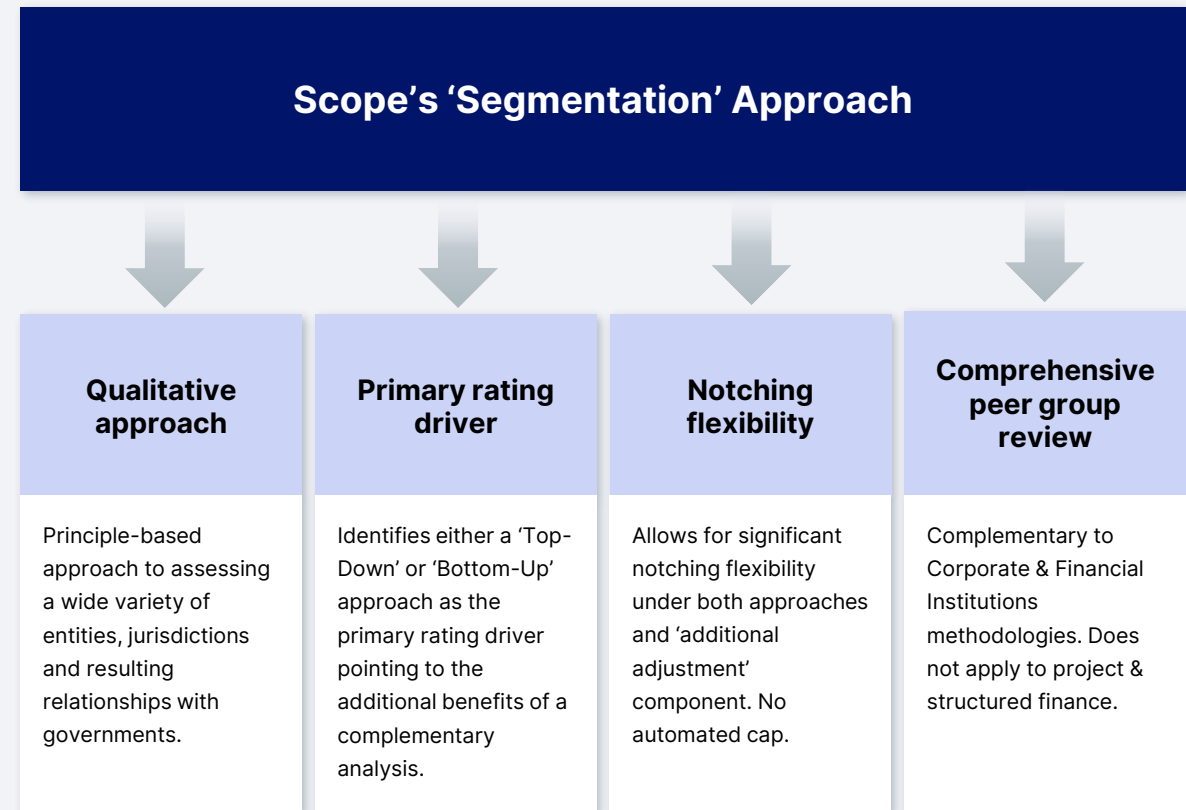 Scope’s ‘Segmentation’ Approach
Qualitative
approach
Principle-based
approach to assessing
a wide variety of
entities, jurisdictions
and resulting
relationships with
governments.
Primary rating
driver
Identifies either a ‘Top-
Down’ or ‘Bottom-Up’
approach as the
primary rating driver
pointing to the
additional benefits of a
complementary
analysis.
Notching
flexibility
Allows for significant
notching flexibility
under both approaches
and ‘additional
adjustment’
component. No
automated cap.
Comprehensive
peer group
review
Complementary to
Corporate & Financial
Institutions
methodologies. Does
not apply to project &
structured finance.